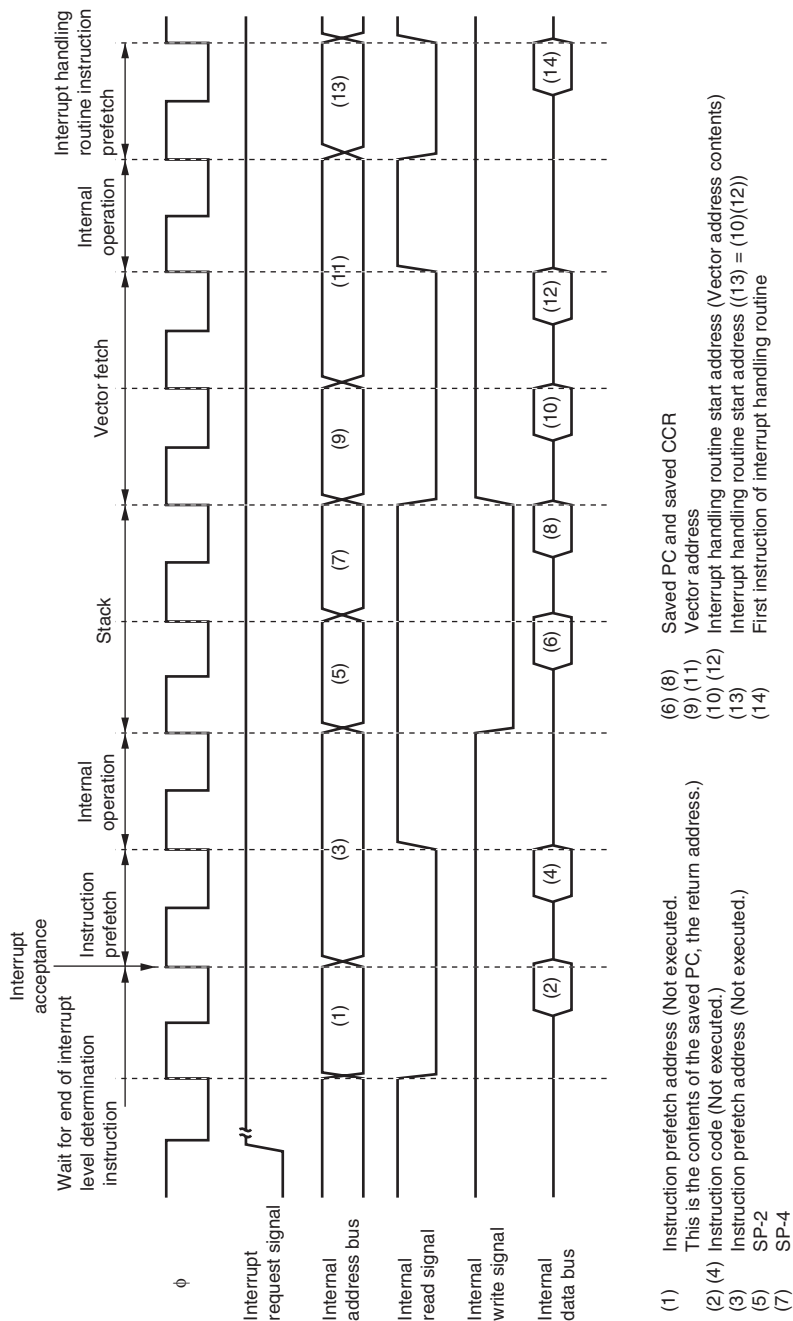 Interrupt
acceptance
Wait for end of interrupt
level determination
instruction
Instruction
prefetch
Internal
operation
Stack
Vector fetch
Internal
operation
Interrupt handling
routine instruction
prefetch
φ
Interrupt
request signal
Internal
address bus
(1)
(3)
(5)
(7)
(9)
(11)
(13)
Internal
read signal
Internal
write signal
Internal
data bus
(2)
(4)
(6)
(8)
(10)
(12)
(14)
(1) Instruction prefetch address (Not executed.
This is the contents of the saved PC, the return address.)
(2) (4) Instruction code (Not executed.)
(3) Instruction prefetch address (Not executed.)
(5) SP-2
(7) SP-4
(6) (8) Saved PC and saved CCR
(9) (11) Vector address
(10) (12) Interrupt handling routine start address (Vector address contents)
(13) Interrupt handling routine start address ((13) = (10)(12))
(14) First instruction of interrupt handling routine